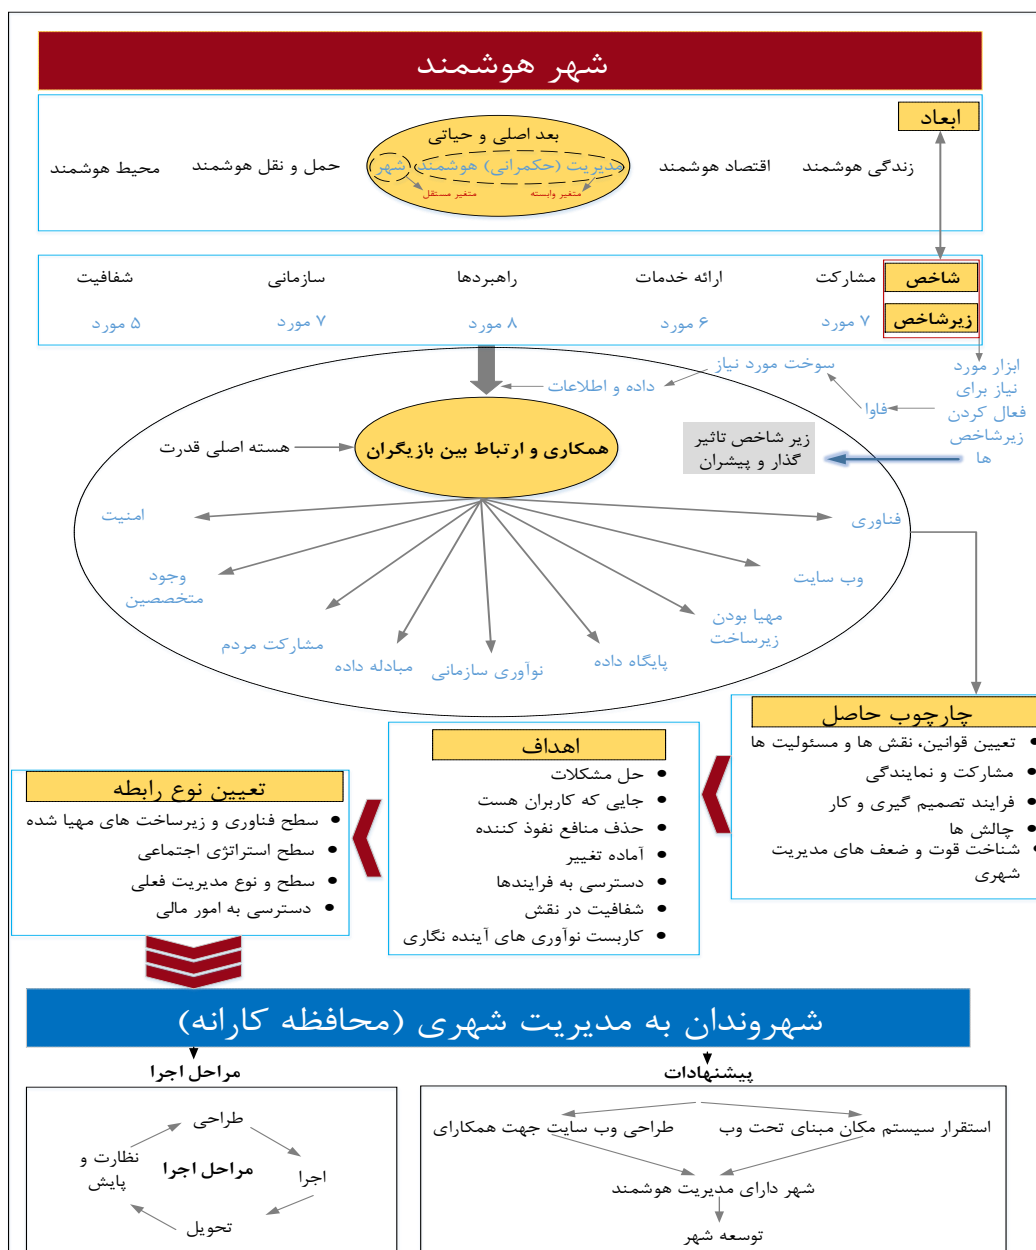 شهر هوشمند
ابعاد
بعد اصلی و حیاتی
زندگی هوشمند
اقتصاد هوشمند
مدیریت (حکمرانی) هوشمند شهر
حمل و نقل هوشمند
محیط هوشمند
متغیر وابسته
متغیر مستقل
شاخص
مشارکت
ارائه خدمات
راهبردها
سازمانی
شفافیت
زیرشاخص
۷ مورد
۶ مورد
۸ مورد
۷ مورد
۵ مورد
ابزار مورد
نیاز برای
فعال کردن
زیرشاخص
ها
فاوا
سوخت مورد نیاز
داده و اطلاعات
زیر شاخص تاثیر
گذار و پیشران
همکاری و ارتباط بین بازیگران
هسته اصلی قدرت
فناوری
وب سایت
مهیا بودن
زیرساخت
پایگاه داده
نوآوری سازمانی
مبادله داده
مشارکت مردم
وجود
متخصصین
امنیت
چارچوب حاصل
• تعیین قوانین، نقش ها و مسئولیت ها
• مشارکت و نمایندگی
• فرایند تصمیم گیری و کار
• چالش ها
• شناخت قوت و ضعف های مدیریت
شهری
اهداف
• حل مشکلات
• جایی که کاربران هست
• حذف منافع نفوذ کننده
• آماده تغییر
• دسترسی به فرایندها
• شفافیت در نقش
• کاربست نوآوری های آینده نگاری
تعیین نوع رابطه
• سطح فناوری و زیرساخت های مهیا شده
• سطح استراتژی اجتماعی
• سطح و نوع مدیریت فعلی
• دسترسی به امور مالی
شهروندان به مدیریت شهری (محافظه کارانه)
پیشنهادات
استقرار سیستم مکان مبنای تحت وب
طراحی وب سایت جهت همکارای
شهر دارای مدیریت هوشمند
توسعه شهر
مراحل اجرا
طراحی
اجرا
تحویل
نظارت و
پایش
مراحل اجرا